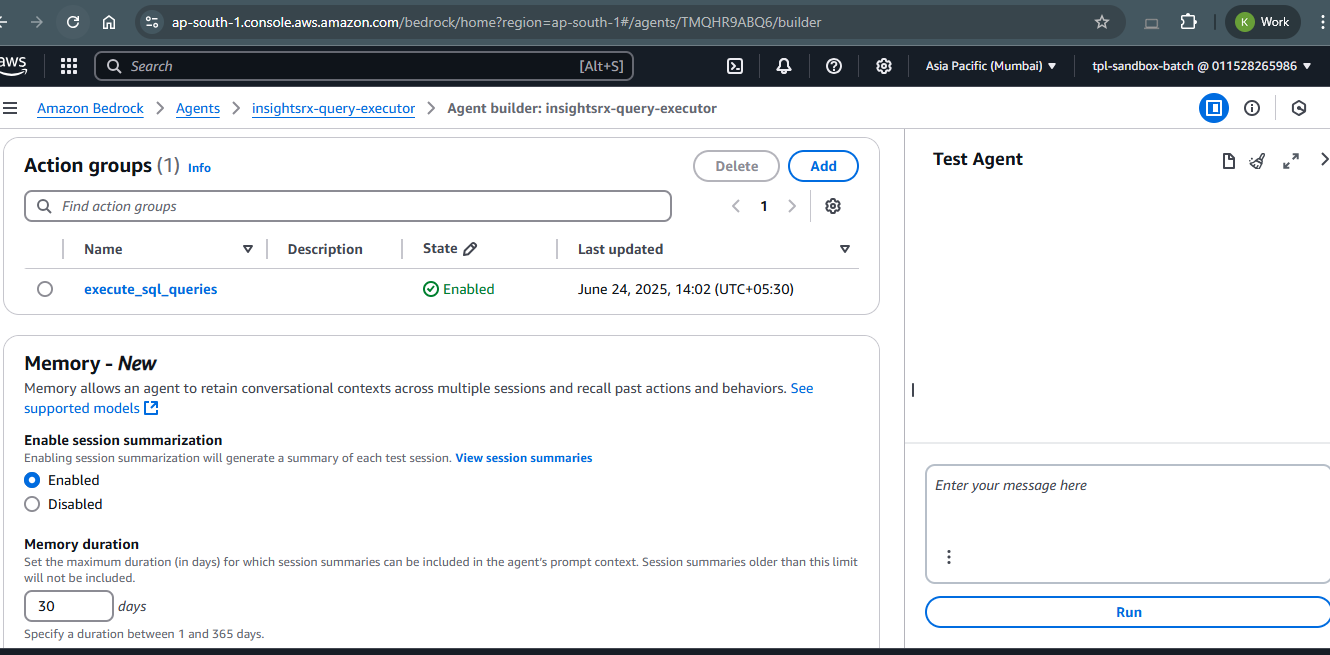 ap-south-1.console.aws.amazon.com/bedrock/home?region=ap-south-1#/agents/TMQHR9ABQ6/builder
K Work
aws
Search [Alt+S]
Asia Pacific (Mumbai) tpl-sandbox-batch @ 011528265986
Amazon Bedrock > Agents > insightsrx-query-executor > Agent builder: insightsrx-query-executor
Action groups (1) Info
Delete Add
Find action groups
1
Name Description State Last updated
execute_sql_queries Enabled June 24, 2025, 14:02 (UTC+05:30)
Memory - New
Memory allows an agent to retain conversational contexts across multiple sessions and recall past actions and behaviors. See
supported models
Enable session summarization
Enabling session summarization will generate a summary of each test session. View session summaries
Enabled
Disabled
Memory duration
Set the maximum duration (in days) for which session summaries can be included in the agent's prompt context. Session summaries older than this limit
will not be included.
30 days
Specify a duration between 1 and 365 days.
Test Agent
Enter your message here
Run